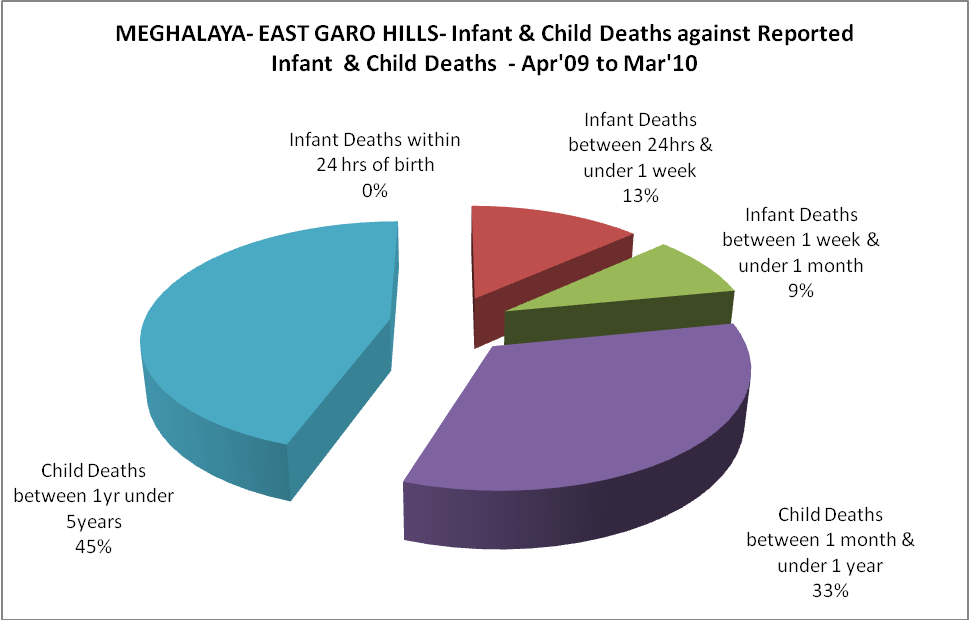 MEGHALAYA- EAST GARO HILLS- Infant & Child Deaths against Reported
Infant & Child Deaths - Apr'09 to Mar'10
Infant Deaths within
24 hrs of birth
0%
Infant Deaths
between 24hrs &
under 1 week
13%
Infant Deaths
between 1 week &
under 1 month
9%
Child Deaths
between 1 month &
under 1 year
33%
Child Deaths
between 1yr under
5years
45%